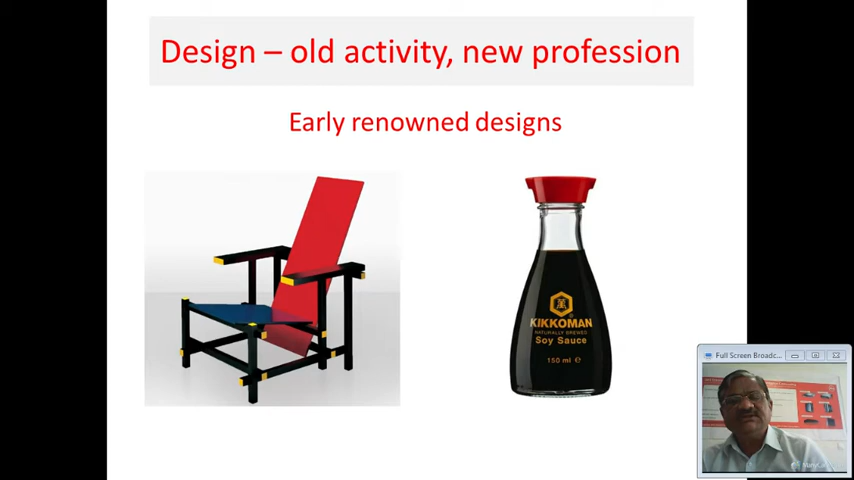 Design – old activity, new profession
Early renowned designs
KIKKOMAN
NATURALLY BREWED
Soy Sauce
150 ml e
Full Screen Broadc...